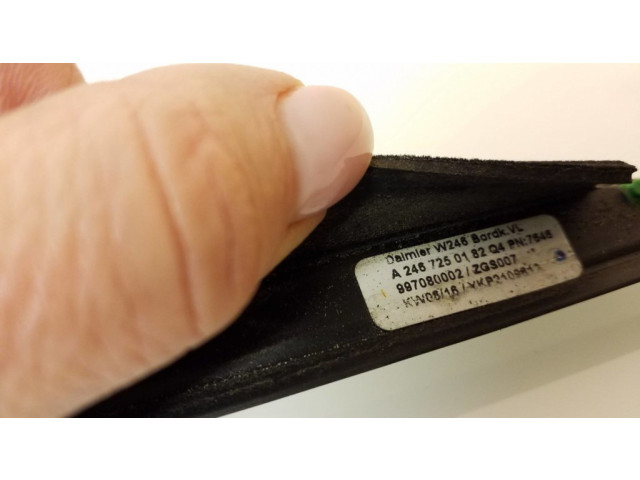 Daimler W246 Bordk.VL
A 246 725 01 82 Q4 PN:7646
997080002 / ZGS007
KW06/16 /